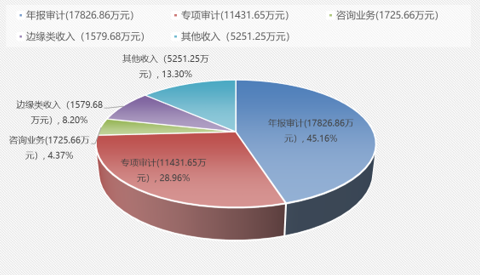 年报审计(17826.86万元)
专项审计(11431.65万元)
咨询业务(1725.66万元)
边缘类收入（1579.68万元)
其他收入（5251.25万元）
其他收入（5251.25万
元）, 13.30%
边缘类收入（1579.68
万元）, 8.20%
年报审计(17826.86万
元）, 45.16%
咨询业务(1725.66万
元）, 4.37%
专项审计(11431.65万
元）, 28.96%